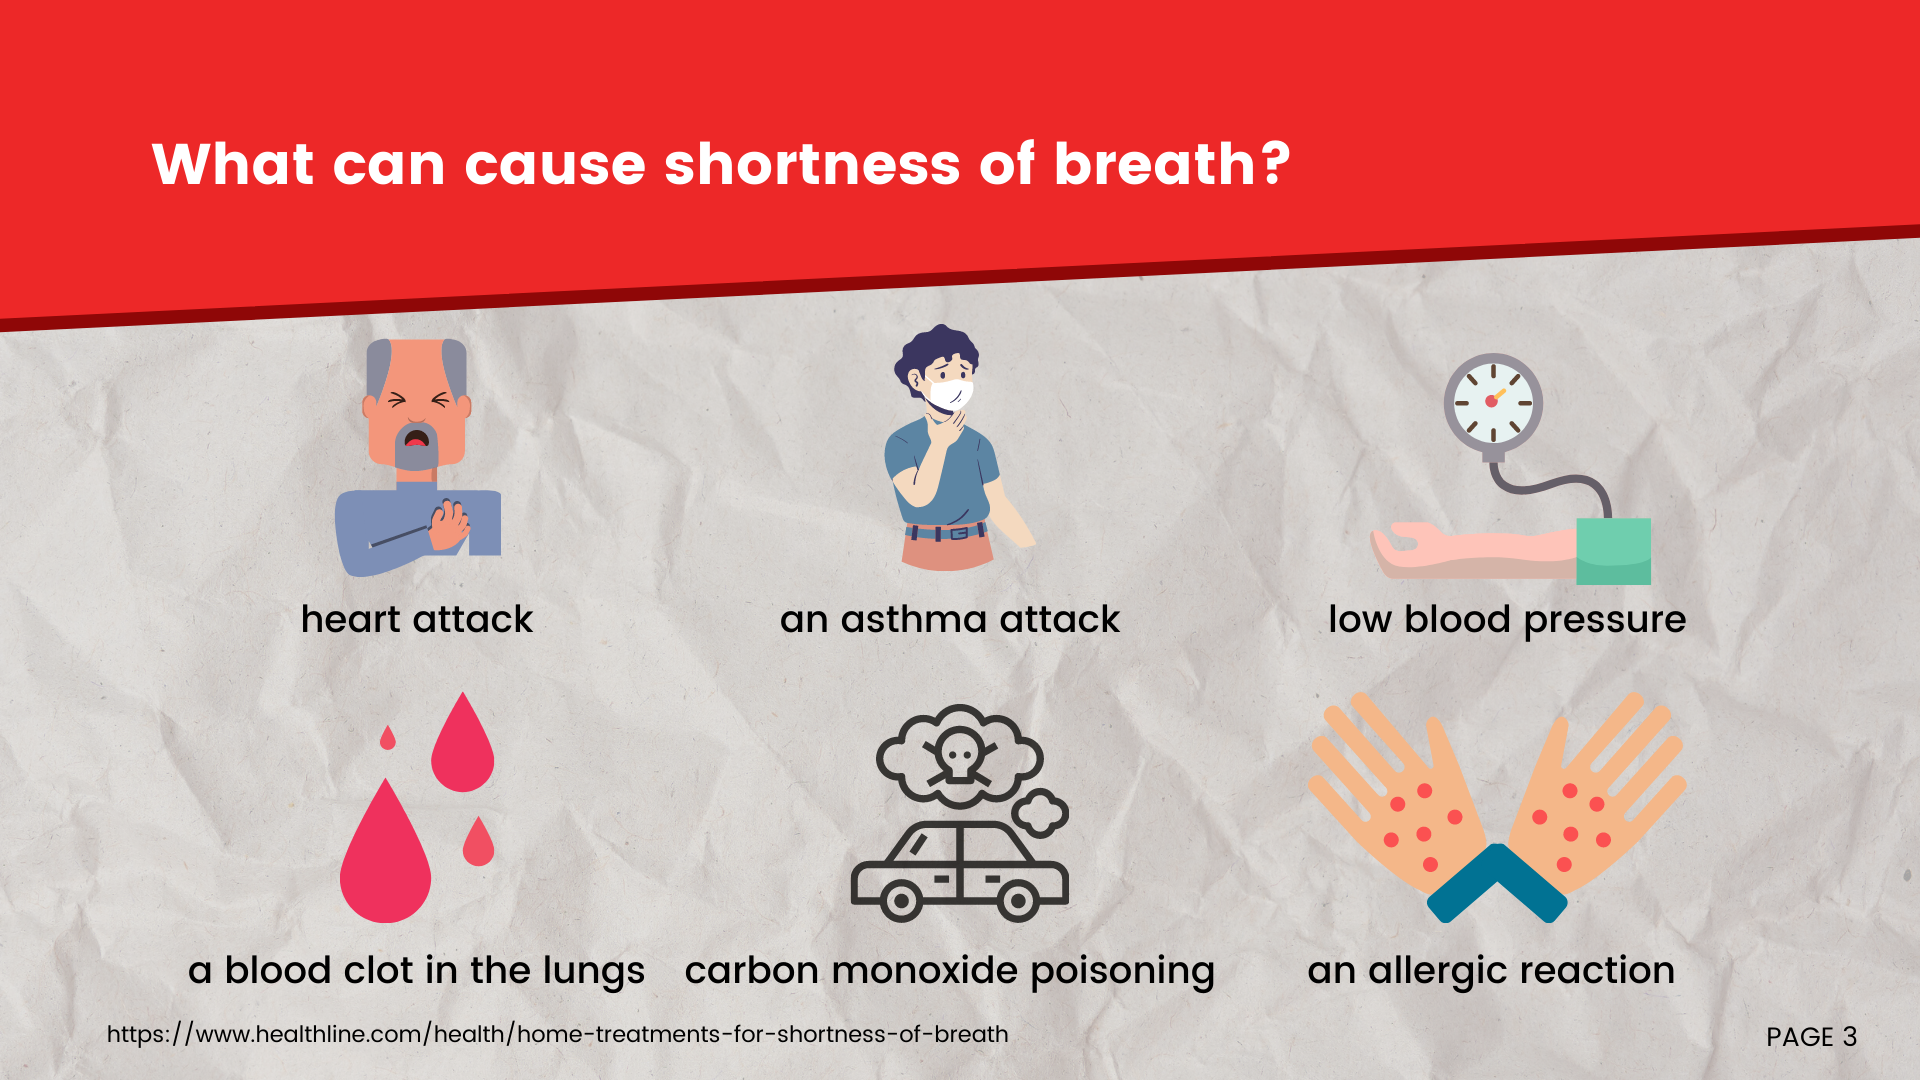 What can cause shortness of breath?
heart attack
an asthma attack
low blood pressure
a blood clot in the lungs
carbon monoxide poisoning
an allergic reaction
https://www.healthline.com/health/home-treatments-for-shortness-of-breath
PAGE 3